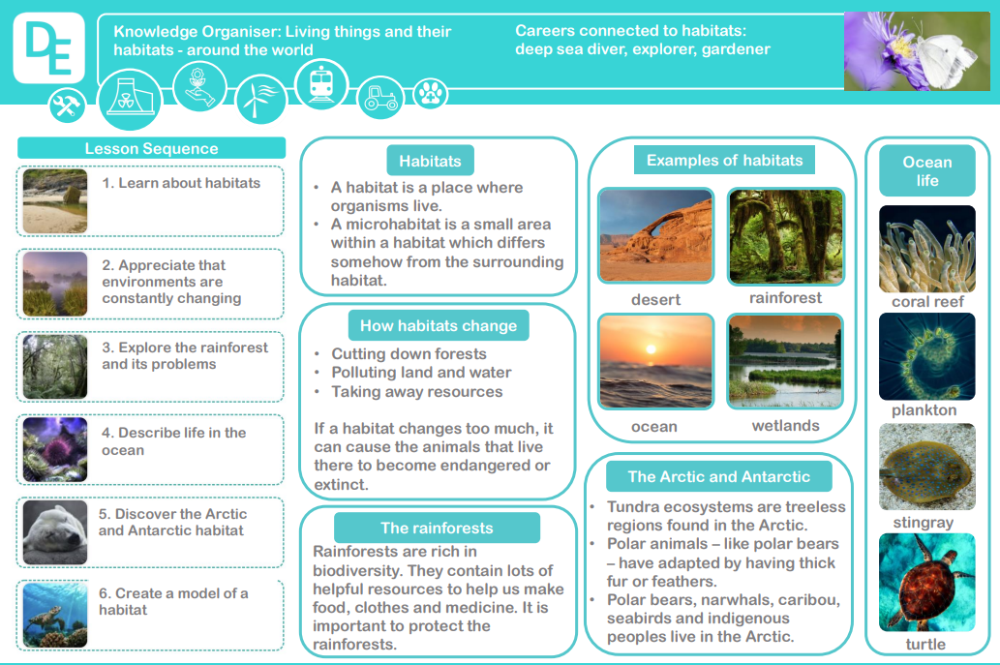 DE
Knowledge Organiser: Living things and their
habitats - around the world
Careers connected to habitats:
deep sea diver, explorer, gardener
Lesson Sequence
1. Learn about habitats
2. Appreciate that
environments are
constantly changing
3. Explore the rainforest
and its problems
4. Describe life in the
ocean
5. Discover the Arctic
and Antarctic habitat
6. Create a model of a
habitat
Habitats
• A habitat is a place where
organisms live.
• A microhabitat is a small area
within a habitat which differs
somehow from the surrounding
habitat.
How habitats change
• Cutting down forests
• Polluting land and water
• Taking away resources
If a habitat changes too much, it
can cause the animals that live
there to become endangered or
extinct.
The rainforests
Rainforests are rich in
biodiversity. They contain lots of
helpful resources to help us make
food, clothes and medicine. It is
important to protect the
rainforests.
Examples of habitats
desert
rainforest
ocean
wetlands
The Arctic and Antarctic
• Tundra ecosystems are treeless
regions found in the Arctic.
• Polar animals – like polar bears
– have adapted by having thick
fur or feathers.
• Polar bears, narwhals, caribou,
seabirds and indigenous
peoples live in the Arctic.
Ocean
life
coral reef
plankton
stingray
turtle